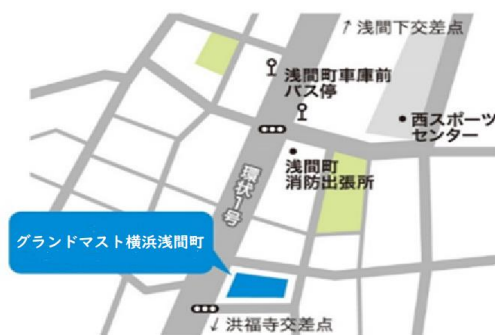 ↗浅間下交差点
浅間町車庫前
バス停
西スポーツ
センター
浅間町
消防出張所
環状1号
グランドマスト横浜浅間町
↙洪福寺交差点